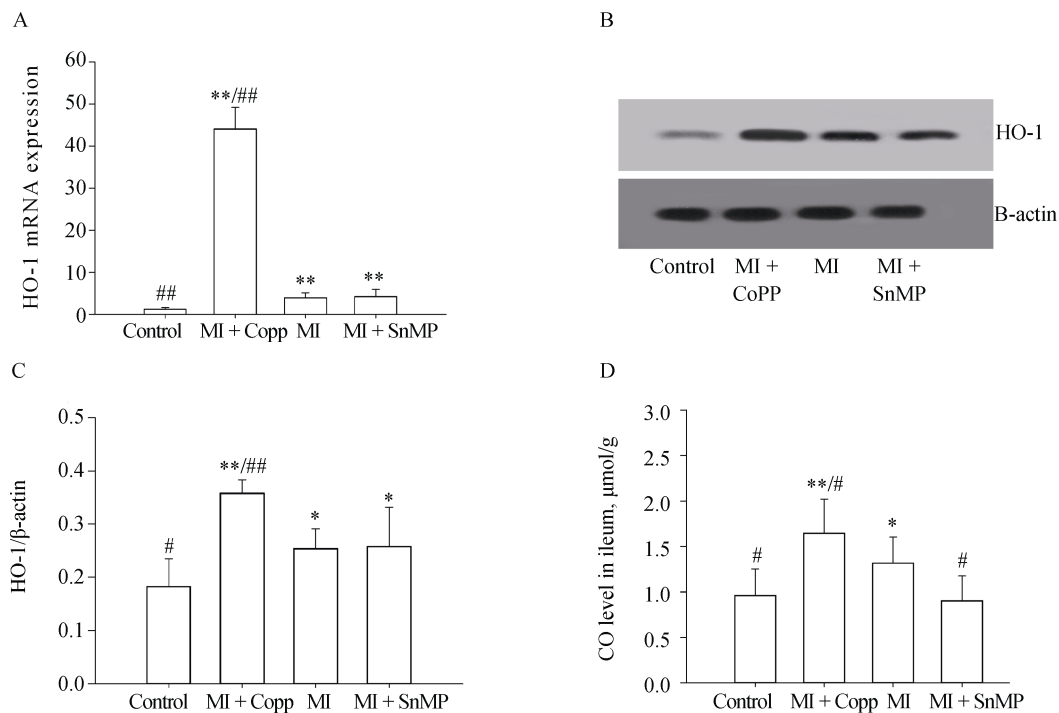 A
HO-1 mRNA expression
60
50
40
30
20
10
0
##
**/##
**
**
Control
MI + Copp
MI
MI + SnMP
B
HO-1
B-actin
Control
MI +
CoPP
MI
MI +
SnMP
C
HO-1/β-actin
0.5
0.4
0.3
0.2
0.1
0.0
#
**/##
*
*
Control
MI + Copp
MI
MI + SnMP
D
CO level in ileum, µmol/g
3.0
2.5
2.0
1.5
1.0
0.5
0.0
#
**/#
*
#
Control
MI + Copp
MI
MI + SnMP